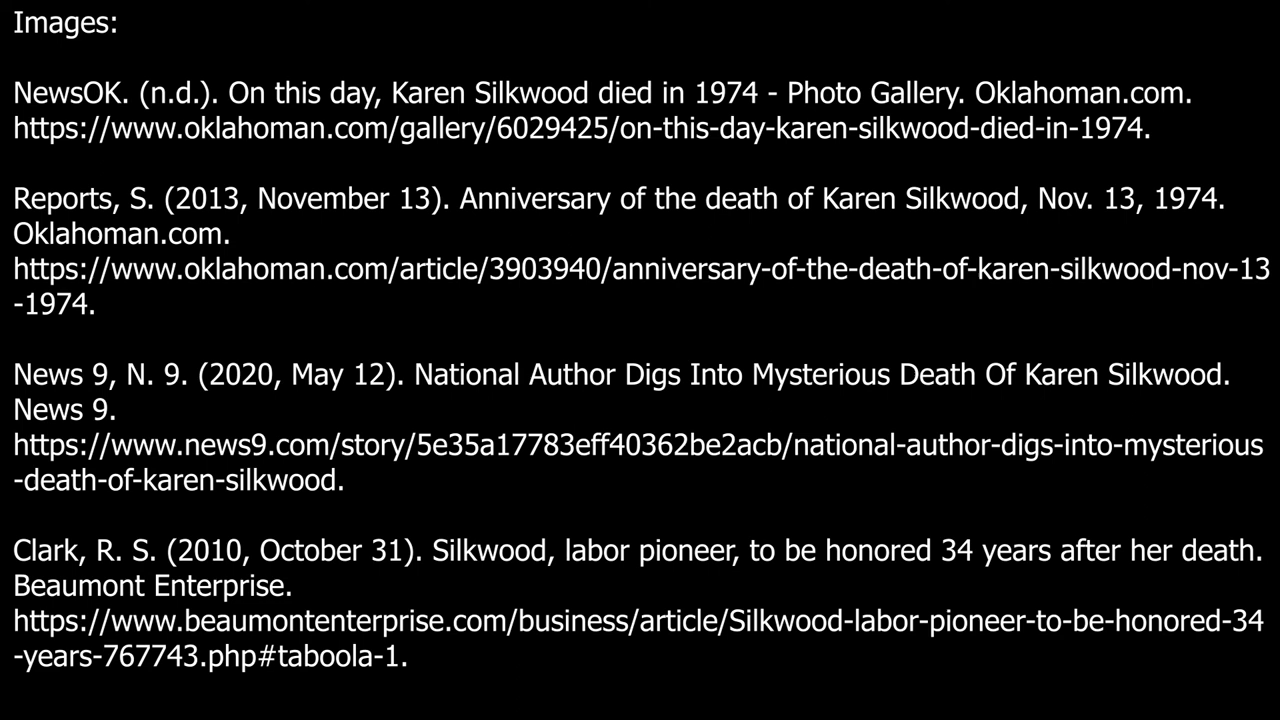 Images:
NewsOK. (n.d.). On this day, Karen Silkwood died in 1974 - Photo Gallery. Oklahoman.com.
https://www.oklahoman.com/gallery/6029425/on-this-day-karen-silkwood-died-in-1974.
Reports, S. (2013, November 13). Anniversary of the death of Karen Silkwood, Nov. 13, 1974.
Oklahoman.com.
https://www.oklahoman.com/article/3903940/anniversary-of-the-death-of-karen-silkwood-nov-13
-1974.
News 9, N. 9. (2020, May 12). National Author Digs Into Mysterious Death Of Karen Silkwood.
News 9.
https://www.news9.com/story/5e35a17783eff40362be2acb/national-author-digs-into-mysterious
-death-of-karen-silkwood.
Clark, R. S. (2010, October 31). Silkwood, labor pioneer, to be honored 34 years after her death.
Beaumont Enterprise.
https://www.beaumontenterprise.com/business/article/Silkwood-labor-pioneer-to-be-honored-34
-years-767743.php#taboola-1.